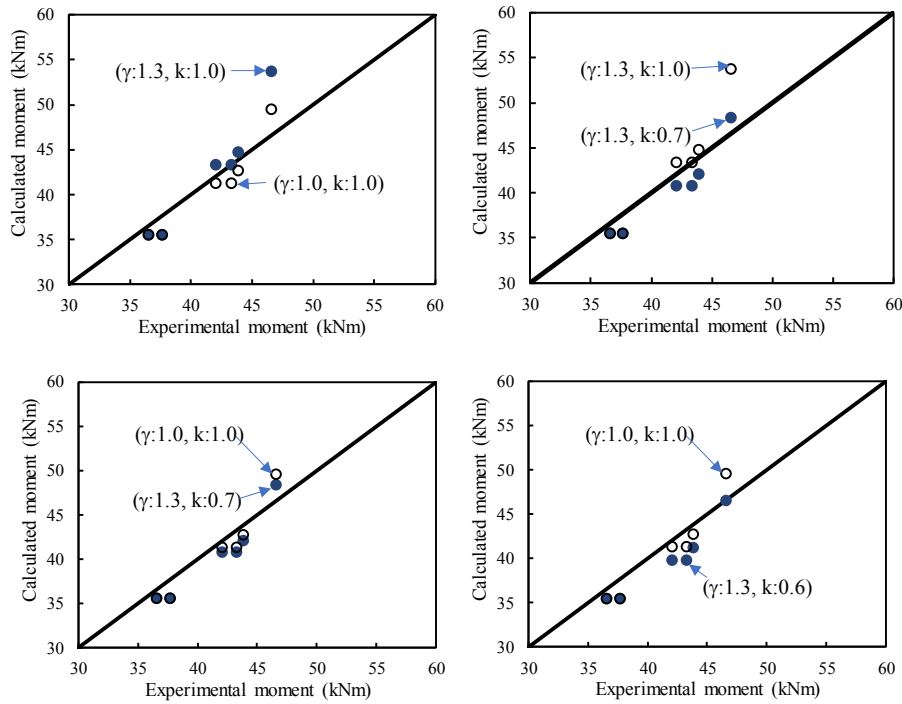 60
55
50
45
40
35
30
Calculated moment (kNm)
(γ:1.3, k:1.0)
(γ:1.0, k:1.0)
30 35 40 45 50 55 60
Experimental moment (kNm)
60
55
50
45
40
35
30
Calculated moment (kNm)
(γ:1.3, k:1.0)
(γ:1.3, k:0.7)
30 35 40 45 50 55 60
Experimental moment (kNm)
60
55
50
45
40
35
30
Calculated moment (kNm)
(γ:1.0, k:1.0)
(γ:1.3, k:0.7)
30 35 40 45 50 55 60
Experimental moment (kNm)
60
55
50
45
40
35
30
Calculated moment (kNm)
(γ:1.0, k:1.0)
(γ:1.3, k:0.6)
30 35 40 45 50 55 60
Experimental moment (kNm)